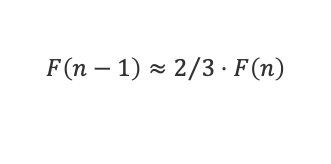 F(n − 1) ≈ 2/3 · F(n)